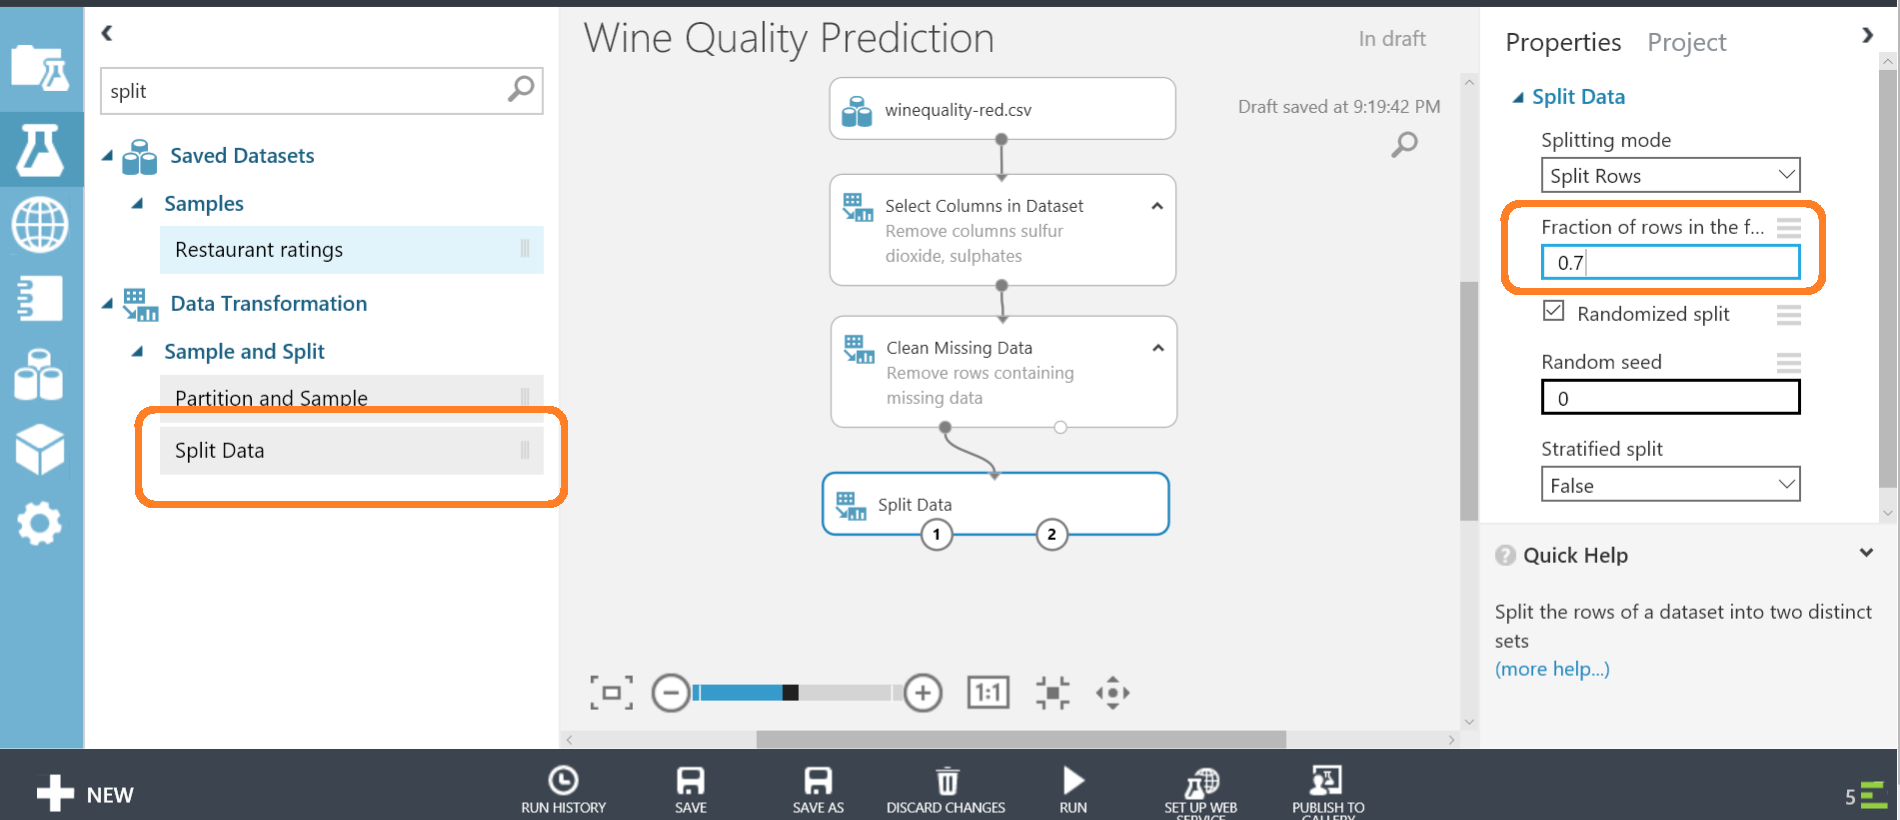 split
Saved Datasets
Samples
Restaurant ratings
Data Transformation
Sample and Split
Partition and Sample
Split Data
Wine Quality Prediction
In draft
Draft saved at 9:19:42 PM
winequality-red.csv
Select Columns in Dataset
Remove columns sulfur
dioxide, sulphates
Clean Missing Data
Remove rows containing
missing data
Split Data
1
2
1:1
Properties
Project
Split Data
Splitting mode
Split Rows
Fraction of rows in the f...
0.7
Randomized split
Random seed
0
Stratified split
False
Quick Help
Split the rows of a dataset into two distinct
sets
(more help...)
NEW
RUN HISTORY
SAVE
SAVE AS
DISCARD CHANGES
RUN
SET UP WEB
SERVICE
PUBLISH TO
GALLERY
5